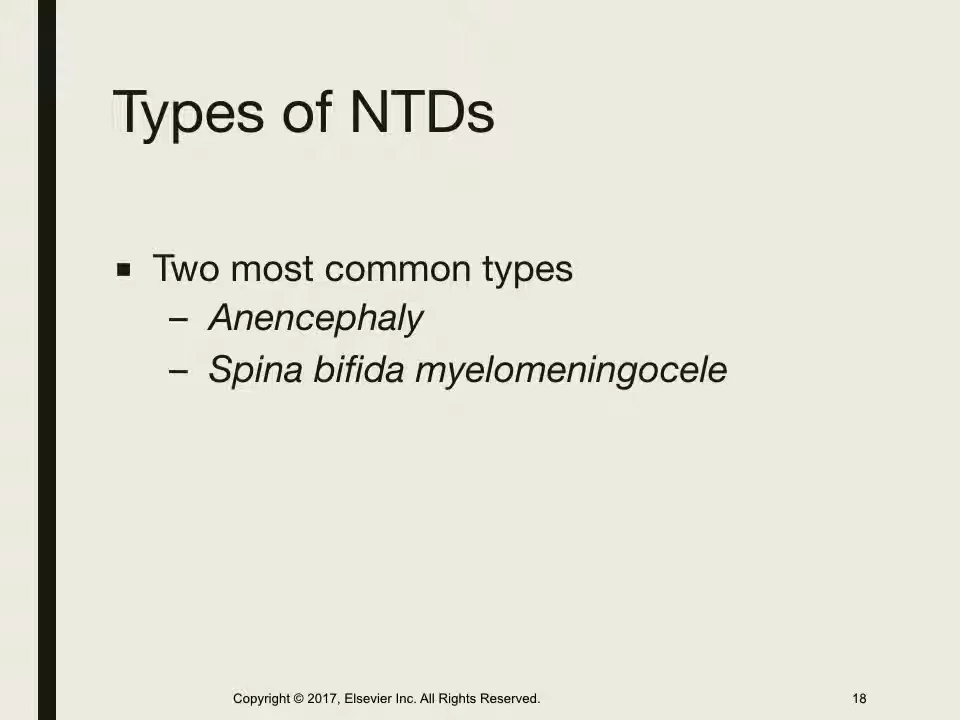 Types of NTDs
Two most common types
– Anencephaly
– Spina bifida myelomeningocele
Copyright © 2017, Elsevier Inc. All Rights Reserved.
18